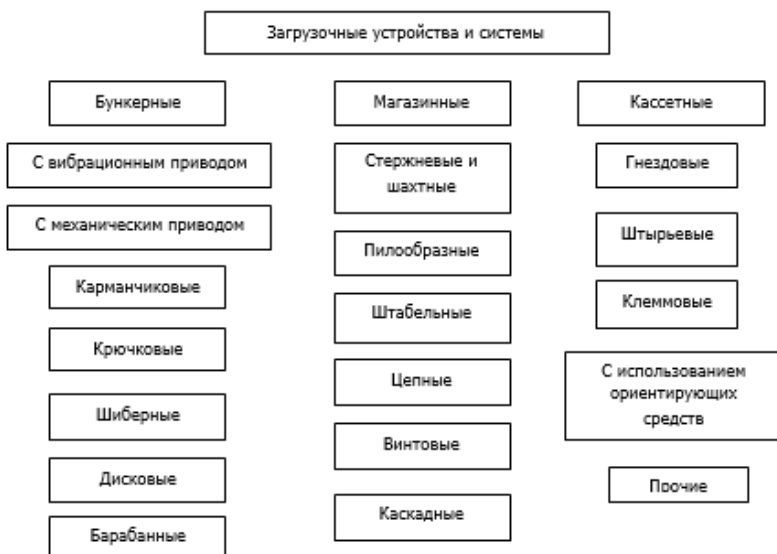 Загрузочные устройства и системы
Бункерные
С вибрационным приводом
С механическим приводом
Карманчиковые
Крючковые
Шиберные
Дисковые
Барабанные
Магазинные
Стержневые и
шахтные
Пилообразные
Штабельные
Цепные
Винтовые
Каскадные
Кассетные
Гнездовые
Штырьевые
Клеммовые
С использованием
ориентирующих
средств
Прочие